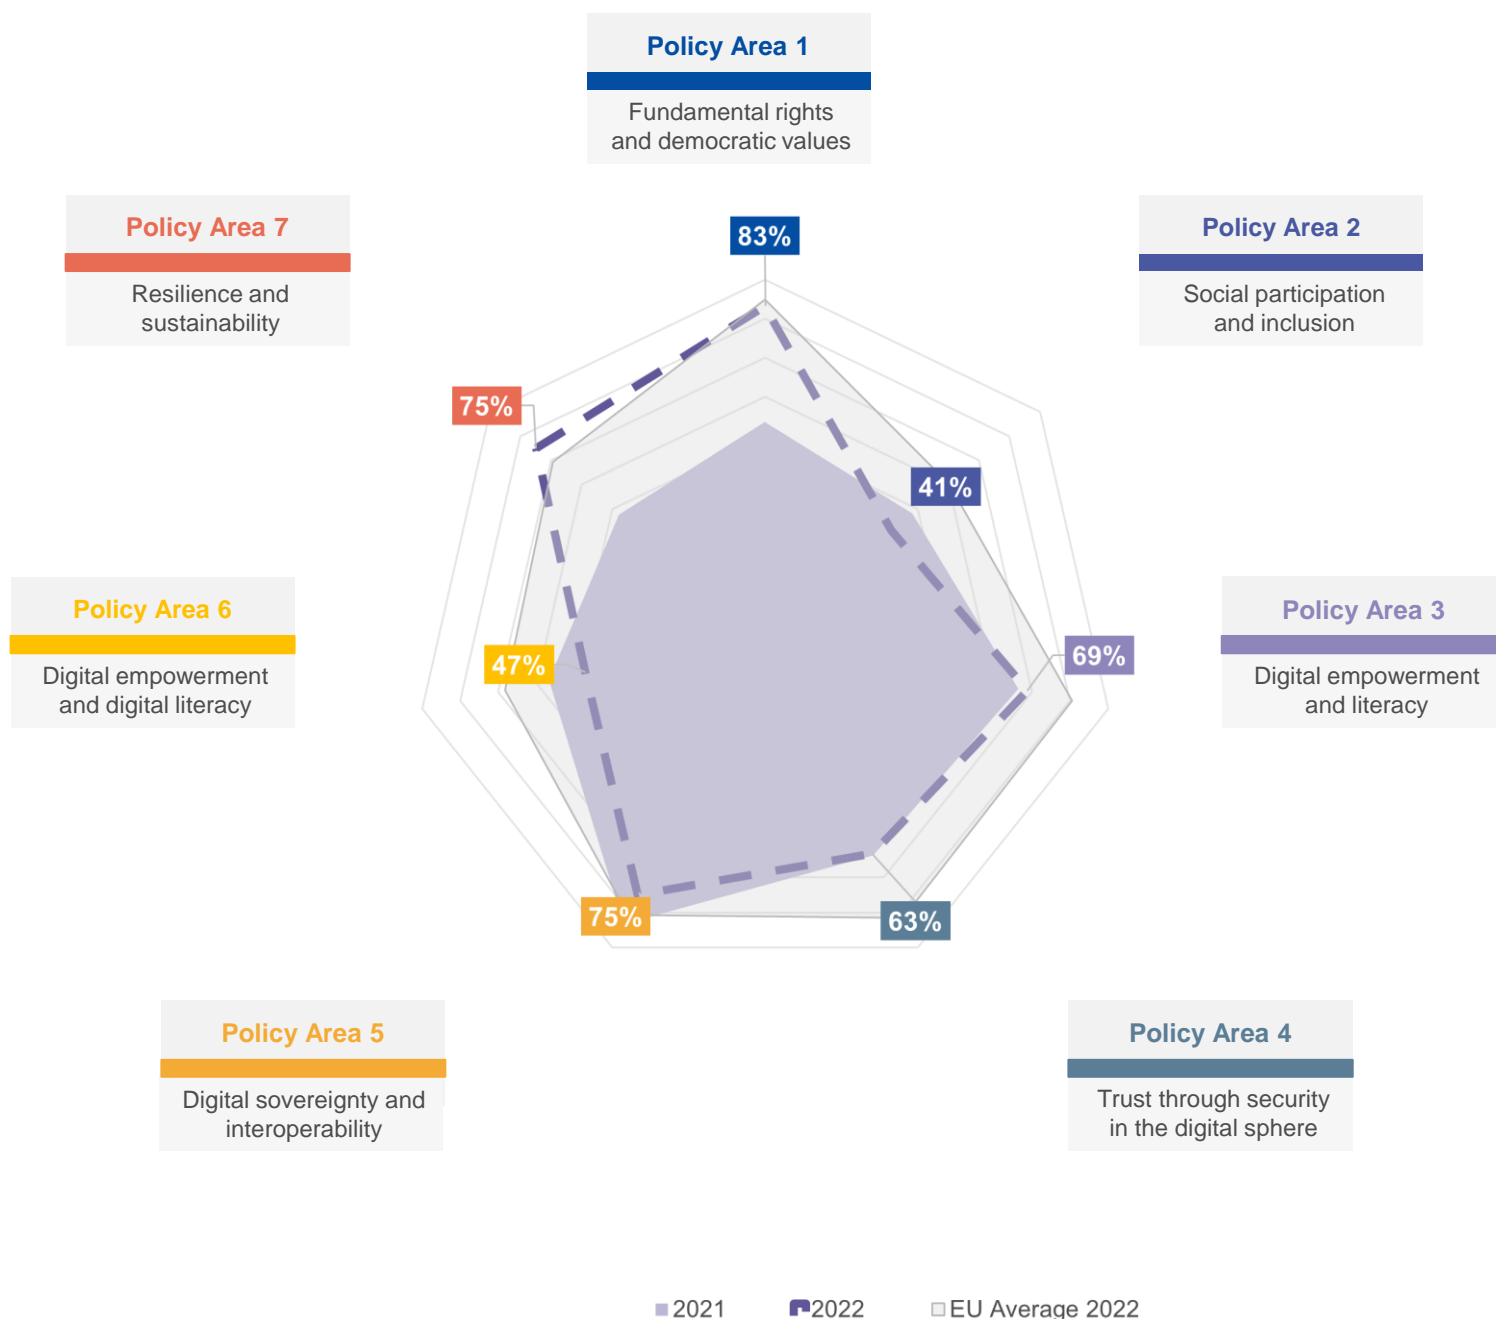 Policy Area 1
Fundamental rights
and democratic values
Policy Area 7
Resilience and
sustainability
Policy Area 2
Social participation
and inclusion
83%
75%
41%
Policy Area 6
Digital empowerment
and digital literacy
47%
69%
Policy Area 3
Digital empowerment
and literacy
75%
63%
Policy Area 5
Digital sovereignty and
interoperability
Policy Area 4
Trust through security
in the digital sphere
2021
2022
EU Average 2022